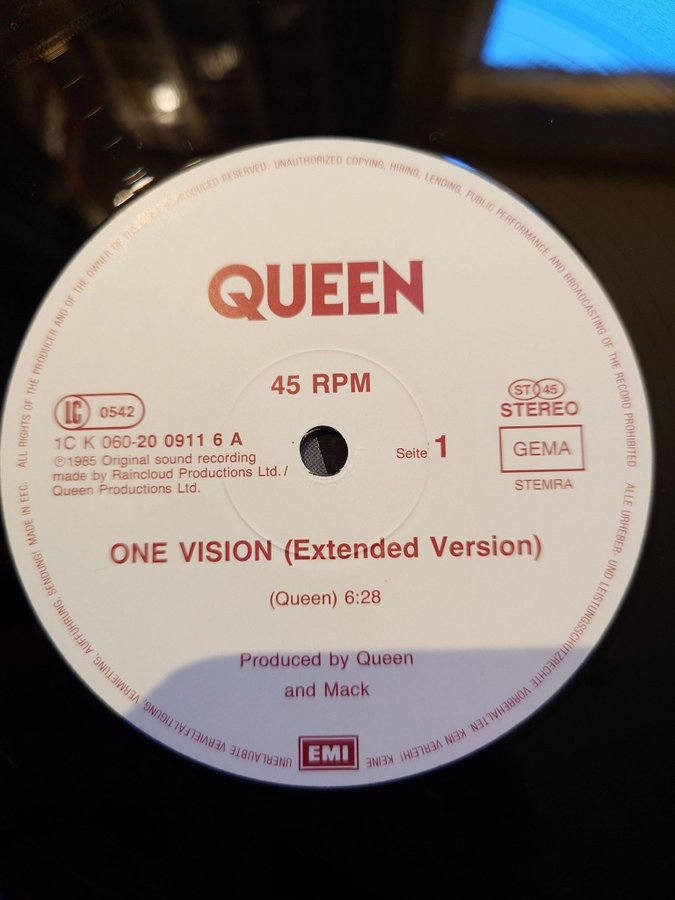 ALL RIGHTS OF THE PRODUCER AND OF THE OWNER OF THE REPRODUCED RESERVED. UNAUTHORIZED COPYING, HIRING, LENDING, PUBLIC PERFORMANCE AND BROADCASTING OF THE RECORD PROHIBITED
QUEEN
45 RPM
LC 0542
1C K 060-20 0911 6 A
℗1985 Original sound recording
made by Raincloud Productions Ltd./
Queen Productions Ltd.
Seite 1
ST 45
STEREO
GEMA
STEMRA
ONE VISION (Extended Version)
(Queen) 6:28
Produced by Queen
and Mack
EMI
ALLE URHEBER- UND LEISTUNGSSCHUTZRECHTE VORBEHALTEN. KEIN VERLEIH! KEINE UNERLAUBTE VERVIELFÄLTIGUNG, VERMIETUNG, AUFFÜHRUNG, SENDUNG! MADE IN EEC.